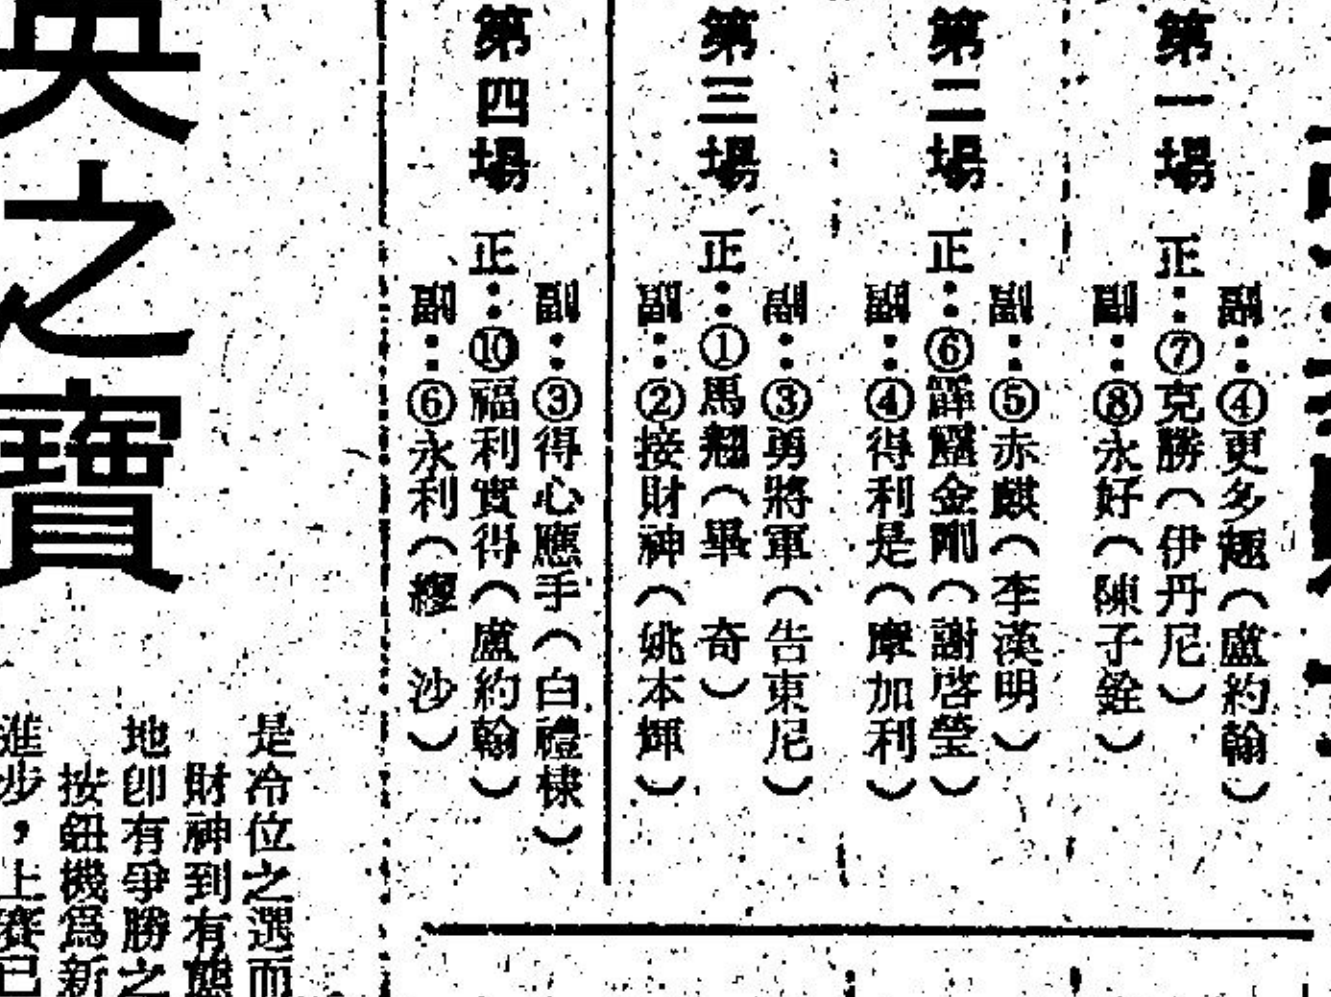 第一場
副：④更多趣（盧約翰）
正：⑦克勝（伊丹尼）
副：⑧永好（陳子銓）
第二場
副：⑤赤麒（李漢明）
正：⑥霹靂金剛（謝啓瑩）
副：④得利是（摩加利）
第三場
副：③勇將軍（告東尼）
正：①馬翹（畢　奇）
副：②接財神（姚本輝）
第四場
副：③得心應手（白禮棣）
正：⑩福利實得（盧約翰）
副：⑥永利（繆　沙）
英之寶
是冷位之選而
財神到有態
地卽有爭勝之
按鈕機爲新
進步，上賽已